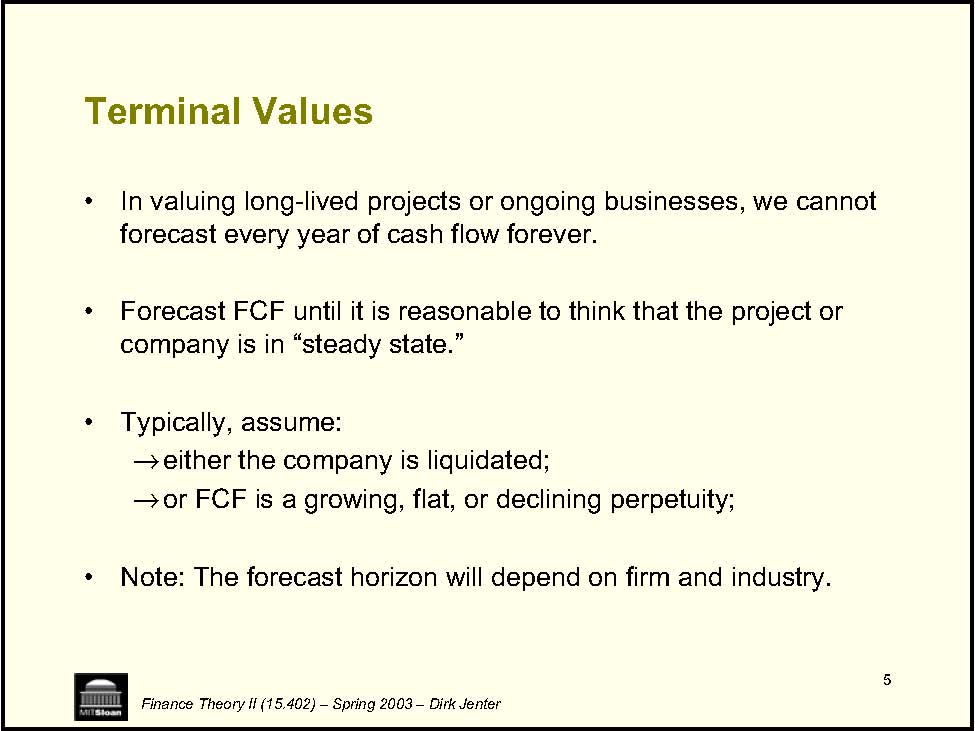 Terminal Values
• In valuing long-lived projects or ongoing businesses, we cannot
forecast every year of cash flow forever.
• Forecast FCF until it is reasonable to think that the project or
company is in “steady state.”
• Typically, assume:
→either the company is liquidated;
→or FCF is a growing, flat, or declining perpetuity;
• Note: The forecast horizon will depend on firm and industry.
5
MITSloan
Finance Theory II (15.402) – Spring 2003 – Dirk Jenter